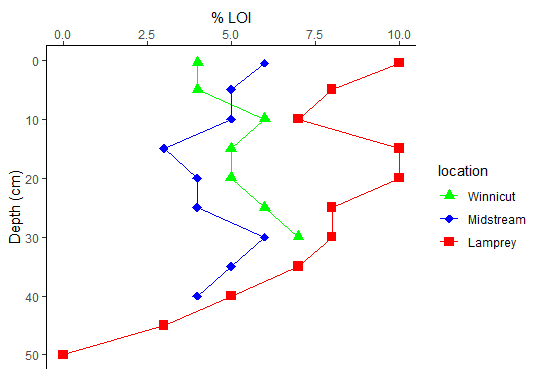 % LOI
0.0 2.5 5.0 7.5 10.0
Depth (cm)
0
10
20
30
40
50
location
Winnicut
Midstream
Lamprey